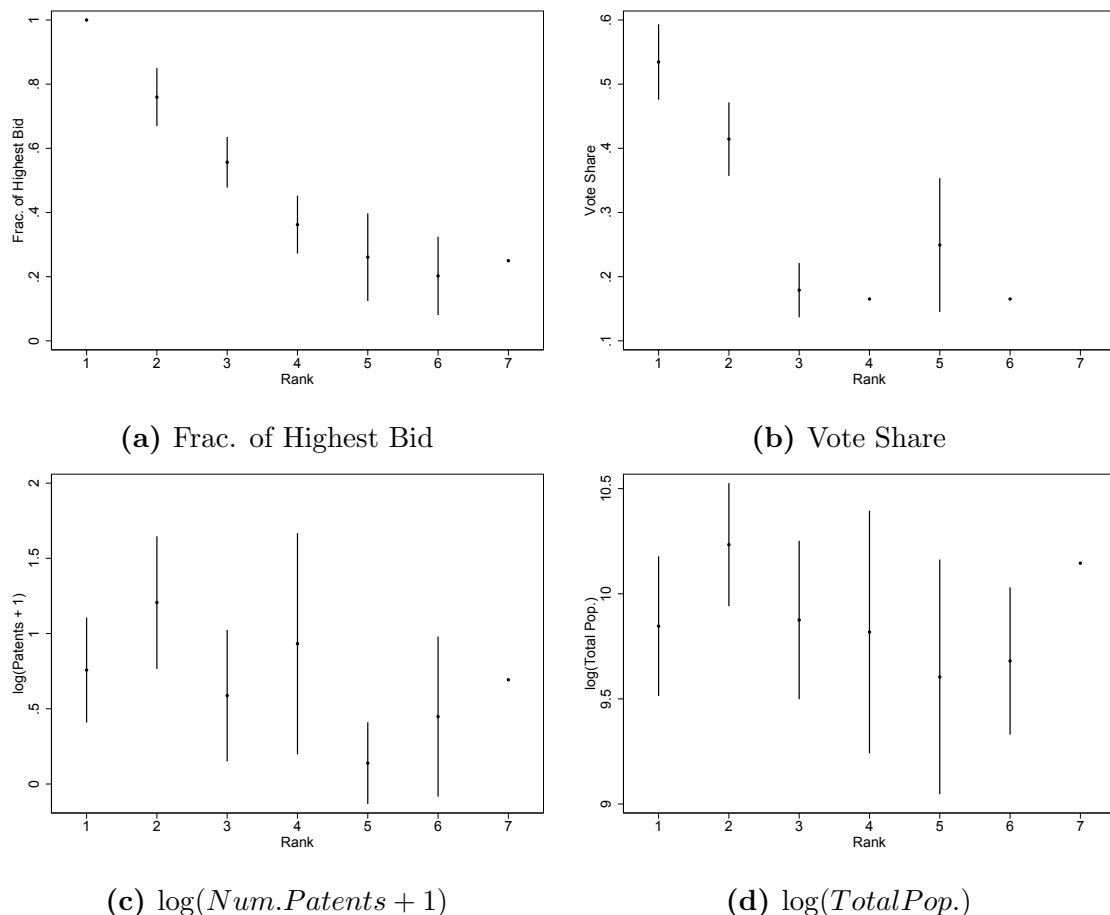 1
.8
.6
.4
.2
0
Frac. of Highest Bid
1 2 3 4 5 6 7
Rank
(a) Frac. of Highest Bid
.6
.5
.4
.3
.2
.1
Vote Share
1 2 3 4 5 6 7
Rank
(b) Vote Share
2
1.5
1
.5
0
log(Patents + 1)
1 2 3 4 5 6 7
Rank
(c) log(Num.Patents + 1)
10.5
10
9.5
9
log(Total Pop.)
1 2 3 4 5 6 7
Rank
(d) log(TotalPop.)